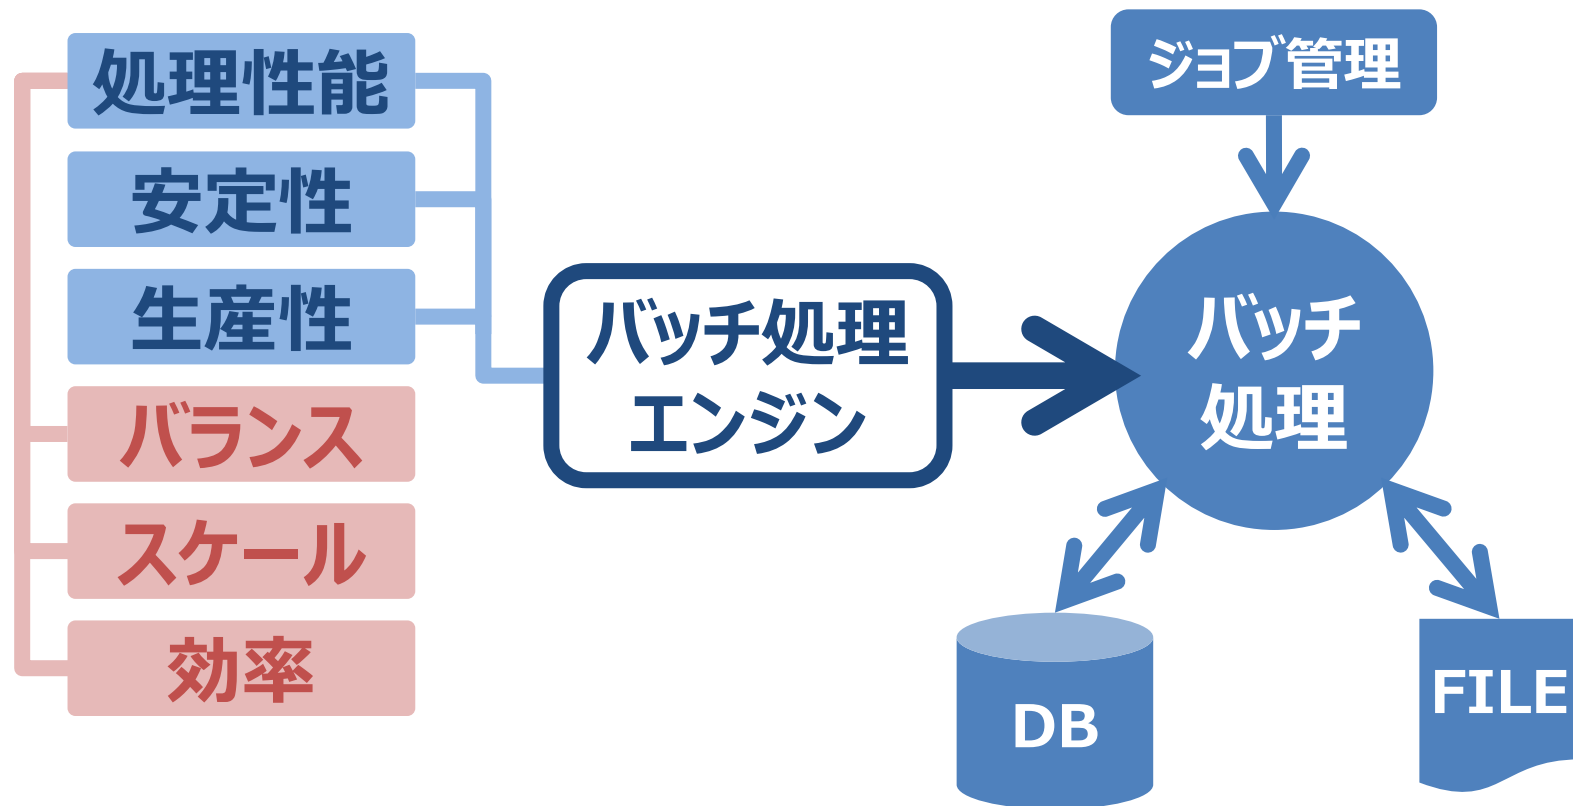 処理性能
安定性
生産性
バランス
スケール
効率
バッチ処理
エンジン
ジョブ管理
バッチ
処理
DB
FILE